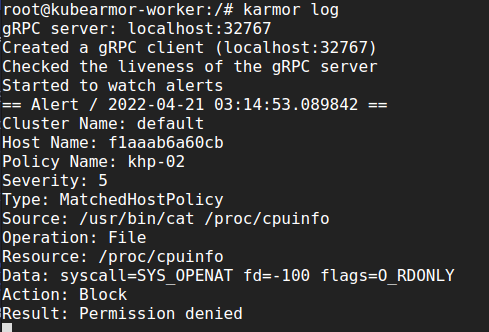 root@kubearmor-worker:/# karmor log
gRPC server: localhost:32767
Created a gRPC client (localhost:32767)
Checked the liveness of the gRPC server
Started to watch alerts
== Alert / 2022-04-21 03:14:53.089842 ==
Cluster Name: default
Host Name: f1aaab6a60cb
Policy Name: khp-02
Severity: 5
Type: MatchedHostPolicy
Source: /usr/bin/cat /proc/cpuinfo
Operation: File
Resource: /proc/cpuinfo
Data: syscall=SYS_OPENAT fd=-100 flags=O_RDONLY
Action: Block
Result: Permission denied